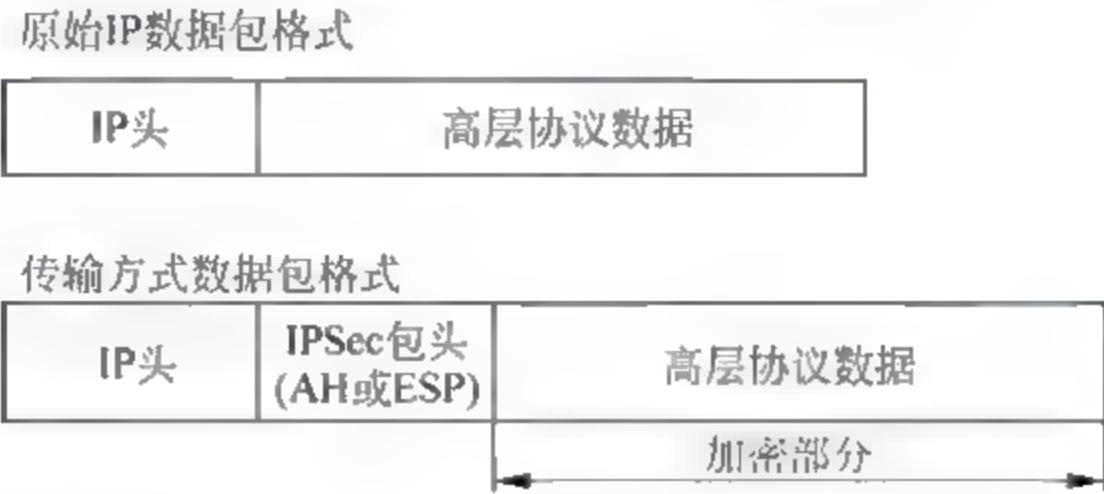 原始IP数据包格式
IP头
高层协议数据
传输方式数据包格式
IP头
IPSec包头
(AH或ESP)
高层协议数据
加密部分